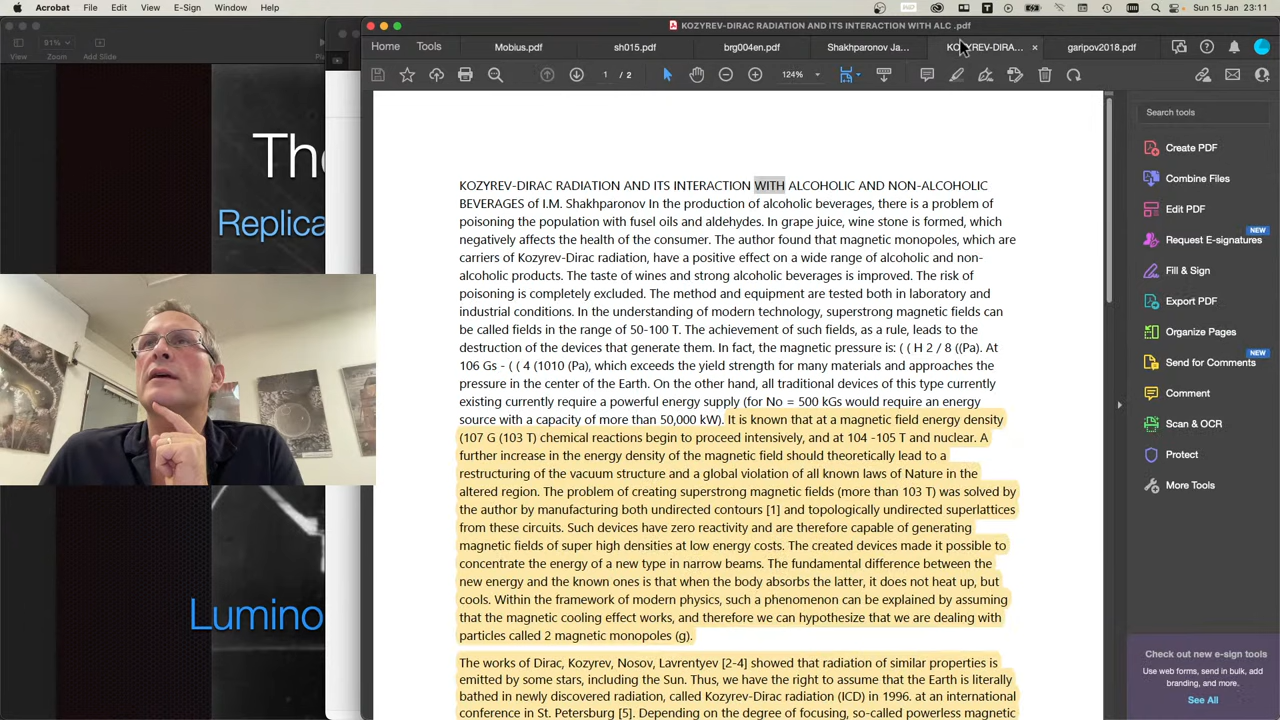 Acrobat File Edit View E-Sign Window Help Sun 15 Jan 23:11
KOZYREV-DIRAC RADIATION AND ITS INTERACTION WITH ALC .pdf
91%
View Zoom Add Slide
Home Tools Mobius.pdf sh015.pdf brg004en.pdf Shakhparonov Ja... KOZYREV-DIRA... garipov2018.pdf
1 / 2 124%
The
Replica
Lumino
KOZYREV-DIRAC RADIATION AND ITS INTERACTION WITH ALCOHOLIC AND NON-ALCOHOLIC
BEVERAGES of I.M. Shakhparonov In the production of alcoholic beverages, there is a problem of
poisoning the population with fusel oils and aldehydes. In grape juice, wine stone is formed, which
negatively affects the health of the consumer. The author found that magnetic monopoles, which are
carriers of Kozyrev-Dirac radiation, have a positive effect on a wide range of alcoholic and non-
alcoholic products. The taste of wines and strong alcoholic beverages is improved. The risk of
poisoning is completely excluded. The method and equipment are tested both in laboratory and
industrial conditions. In the understanding of modern technology, superstrong magnetic fields can
be called fields in the range of 50-100 T. The achievement of such fields, as a rule, leads to the
destruction of the devices that generate them. In fact, the magnetic pressure is: ( ( H 2 / 8 ((Pa). At
106 Gs - ( ( 4 (1010 (Pa), which exceeds the yield strength for many materials and approaches the
pressure in the center of the Earth. On the other hand, all traditional devices of this type currently
existing currently require a powerful energy supply (for No = 500 kGs would require an energy
source with a capacity of more than 50,000 kW). It is known that at a magnetic field energy density
(107 G (103 T) chemical reactions begin to proceed intensively, and at 104 -105 T and nuclear. A
further increase in the energy density of the magnetic field should theoretically lead to a
restructuring of the vacuum structure and a global violation of all known laws of Nature in the
altered region. The problem of creating superstrong magnetic fields (more than 103 T) was solved by
the author by manufacturing both undirected contours [1] and topologically undirected superlattices
from these circuits. Such devices have zero reactivity and are therefore capable of generating
magnetic fields of super high densities at low energy costs. The created devices made it possible to
concentrate the energy of a new type in narrow beams. The fundamental difference between the
new energy and the known ones is that when the body absorbs the latter, it does not heat up, but
cools. Within the framework of modern physics, such a phenomenon can be explained by assuming
that the magnetic cooling effect works, and therefore we can hypothesize that we are dealing with
particles called 2 magnetic monopoles (g).
The works of Dirac, Kozyrev, Nosov, Lavrentyev [2-4] showed that radiation of similar properties is
emitted by some stars, including the Sun. Thus, we have the right to assume that the Earth is literally
bathed in newly discovered radiation, called Kozyrev-Dirac radiation (ICD) in 1996. at an international
conference in St. Petersburg [5]. Depending on the degree of focusing, so-called powerless magnetic
Search tools
Create PDF
Combine Files
Edit PDF
NEW
Request E-signatures
Fill & Sign
Export PDF
Organize Pages
NEW
Send for Comments
Comment
Scan & OCR
Protect
More Tools
Check out new e-sign tools
Use web forms, send in bulk, add
branding, and more.
See All